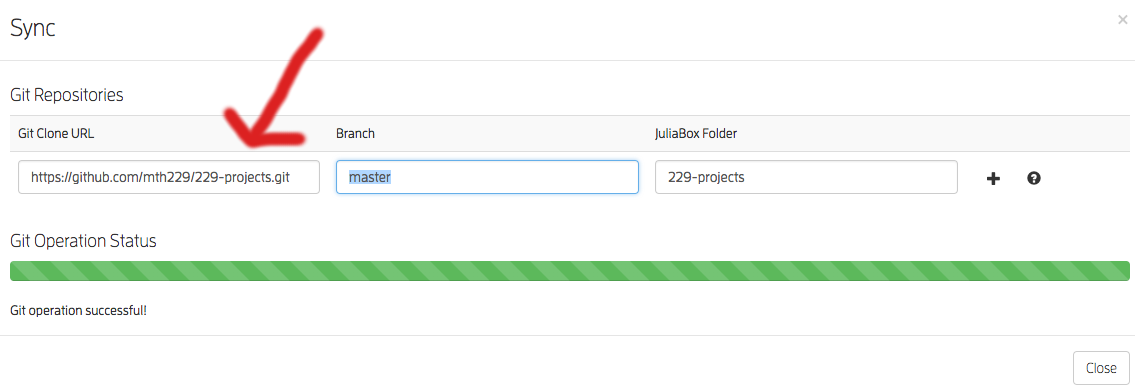 Sync
Git Repositories
Git Clone URL Branch JuliaBox Folder
https://github.com/mth229/229-projects.git master 229-projects
Git Operation Status
Git operation successful!
Close